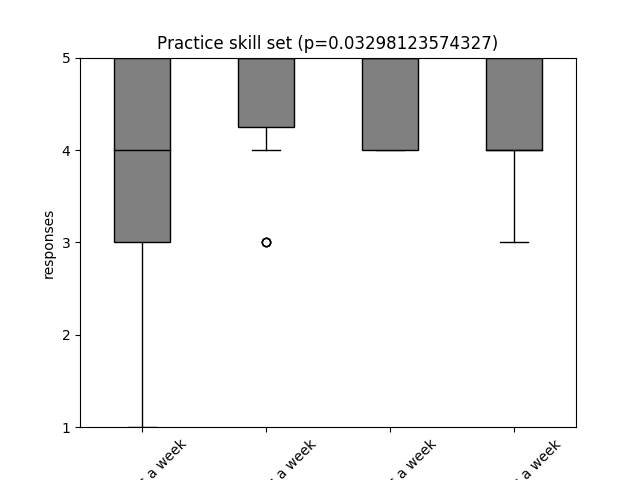 Practice skill set (p=0.03298123574327)
responses
5
4
3
2
1
a week
a week
a week
a week